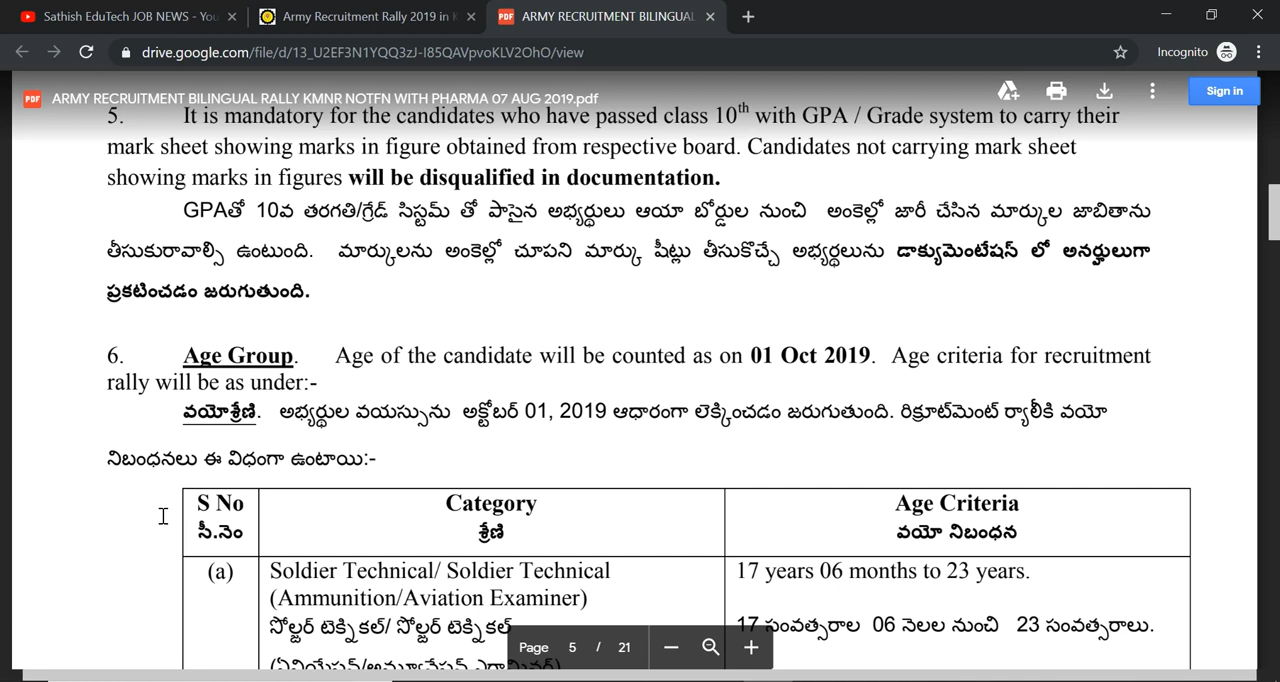 Sathish EduTech JOB NEWS - You
Army Recruitment Rally 2019 in K
PDF ARMY RECRUITMENT BILINGUAL
drive.google.com/file/d/13_U2EF3N1YQQ3zJ-I85QAVpvoKLV2OhO/view
Incognito
PDF ARMY RECRUITMENT BILINGUAL RALLY KMNR NOTFN WITH PHARMA 07 AUG 2019.pdf
Sign in
5. It is mandatory for the candidates who have passed class 10th with GPA / Grade system to carry their
mark sheet showing marks in figure obtained from respective board. Candidates not carrying mark sheet
showing marks in figures will be disqualified in documentation.
GPAతో 10వ తరగతి/గ్రేడ్ సిస్టమ్ తో పాసైన అభ్యర్థులు ఆయా బోర్డుల నుంచి అంకెల్లో జారీ చేసిన మార్కుల జాబితాను
తీసుకురావాల్సి ఉంటుంది. మార్కులను అంకెల్లో చూపని మార్కు షీట్లు తీసుకొచ్చే అభ్యర్థలును డాక్యుమెంటేషన్ లో అనర్హులుగా
ప్రకటించడం జరుగుతుంది.
6. Age Group. Age of the candidate will be counted as on 01 Oct 2019. Age criteria for recruitment
rally will be as under:-
వయోశ్రేణి. అభ్యర్థుల వయస్సును అక్టోబర్ 01, 2019 ఆధారంగా లెక్కించడం జరుగుతుంది. రిక్రూట్‌మెంట్ ర్యాలీకి వయో
నిబంధనలు ఈ విధంగా ఉంటాయి:-
S No Category Age Criteria
సీ.నెం శ్రేణి వయో నిబంధన
(a) Soldier Technical/ Soldier Technical 17 years 06 months to 23 years.
(Ammunition/Aviation Examiner)
సోల్జర్ టెక్నికల్/ సోల్జర్ టెక్నికల్ 17 సంవత్సరాల 06 నెలల నుంచి 23 సంవత్సరాలు.
Page 5 / 21